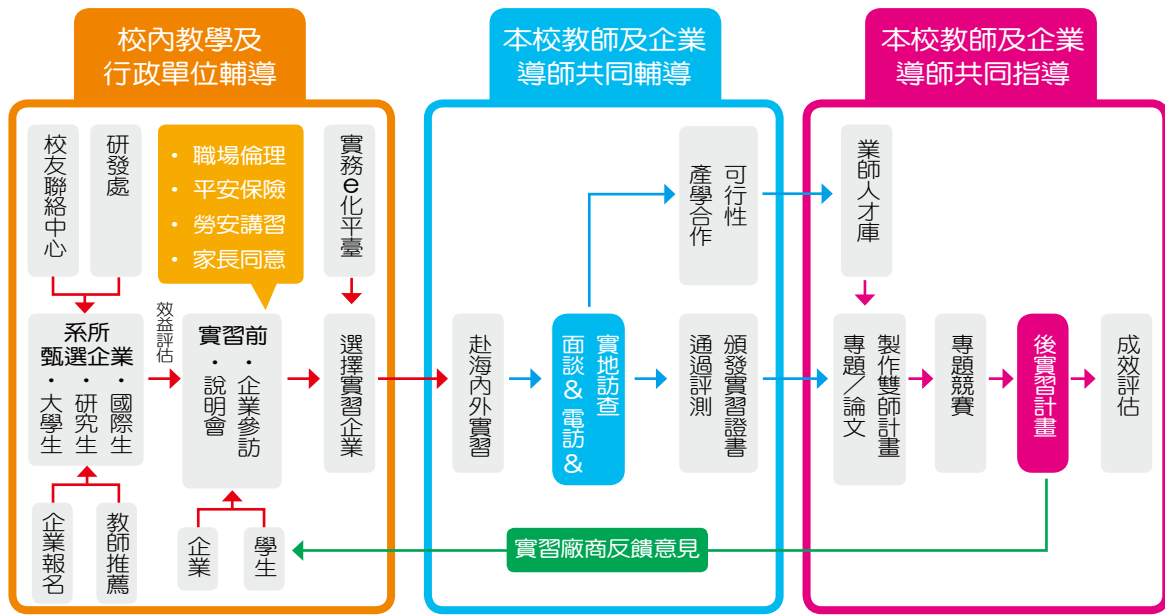 校內教學及
行政單位輔導
校友聯絡中心
研發處
・ 職場倫理
・ 平安保險
・ 勞安講習
・ 家長同意
實務e化平臺
系所
甄選企業
・國際生
・研究生
・大學生
效益評估
實習前
・企業參訪
・說明會
選擇實習企業
企業報名
教師推薦
企業
學生
本校教師及企業
導師共同輔導
可行性
產學合作
赴海內外實習
實地訪查
面談& 電訪&
頒發實習證書
通過評測
實習廠商反饋意見
本校教師及企業
導師共同指導
業師人才庫
製作雙師計畫
專題/論文
專題競賽
後實習計畫
成效評估